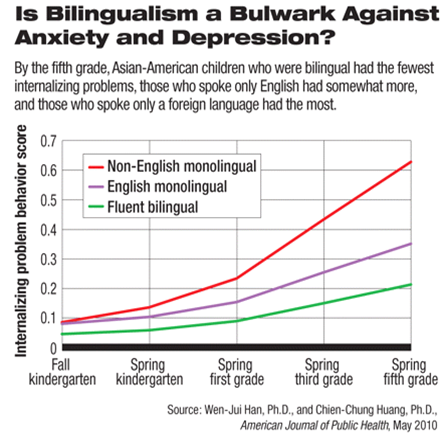 Is Bilingualism a Bulwark Against
Anxiety and Depression?
By the fifth grade, Asian-American children who were bilingual had the fewest
internalizing problems, those who spoke only English had somewhat more,
and those who spoke only a foreign language had the most.
Internalizing problem behavior score
0.7
0.6
0.5
0.4
0.3
0.2
0.1
0
Non-English monolingual
English monolingual
Fluent bilingual
Fall
kindergarten
Spring
kindergarten
Spring
first grade
Spring
third grade
Spring
fifth grade
Source: Wen-Jui Han, Ph.D., and Chien-Chung Huang, Ph.D.,
American Journal of Public Health, May 2010